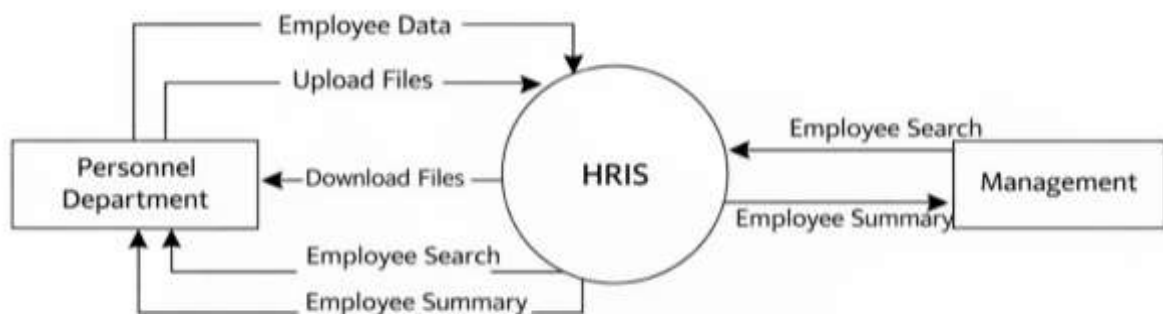 Employee Data
Upload Files
Employee Search
Personnel
Department
Download Files
HRIS
Management
Employee Summary
Employee Search
Employee Summary